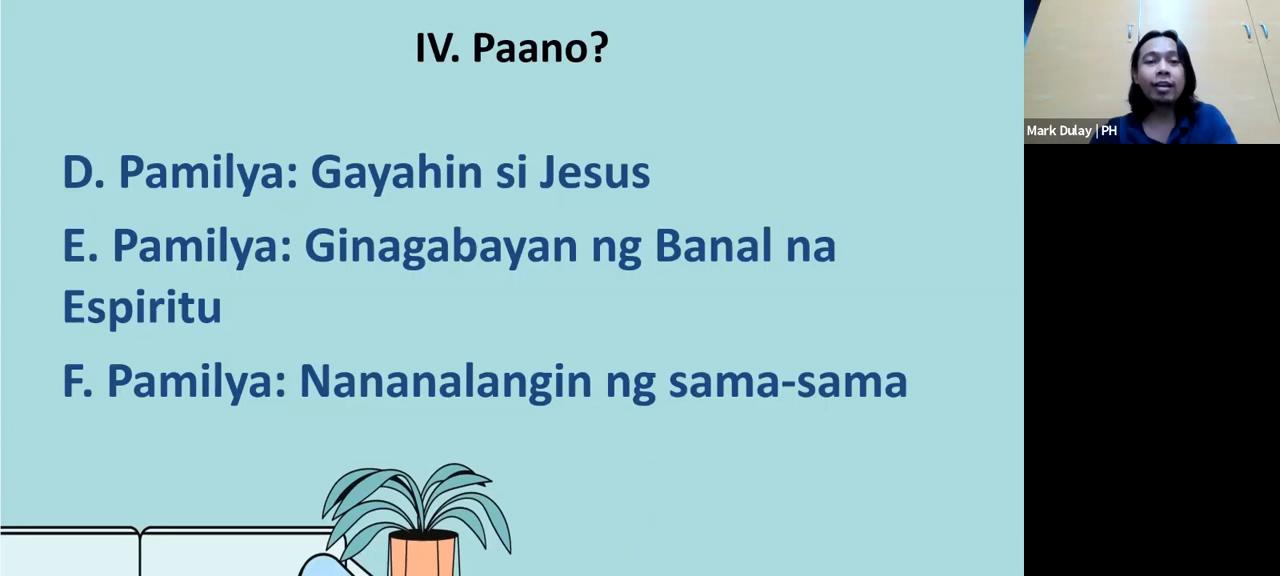 IV. Paano?
D. Pamilya: Gayahin si Jesus
E. Pamilya: Ginagabayan ng Banal na
Espiritu
F. Pamilya: Nananalangin ng sama-sama
Mark Dulay | PH